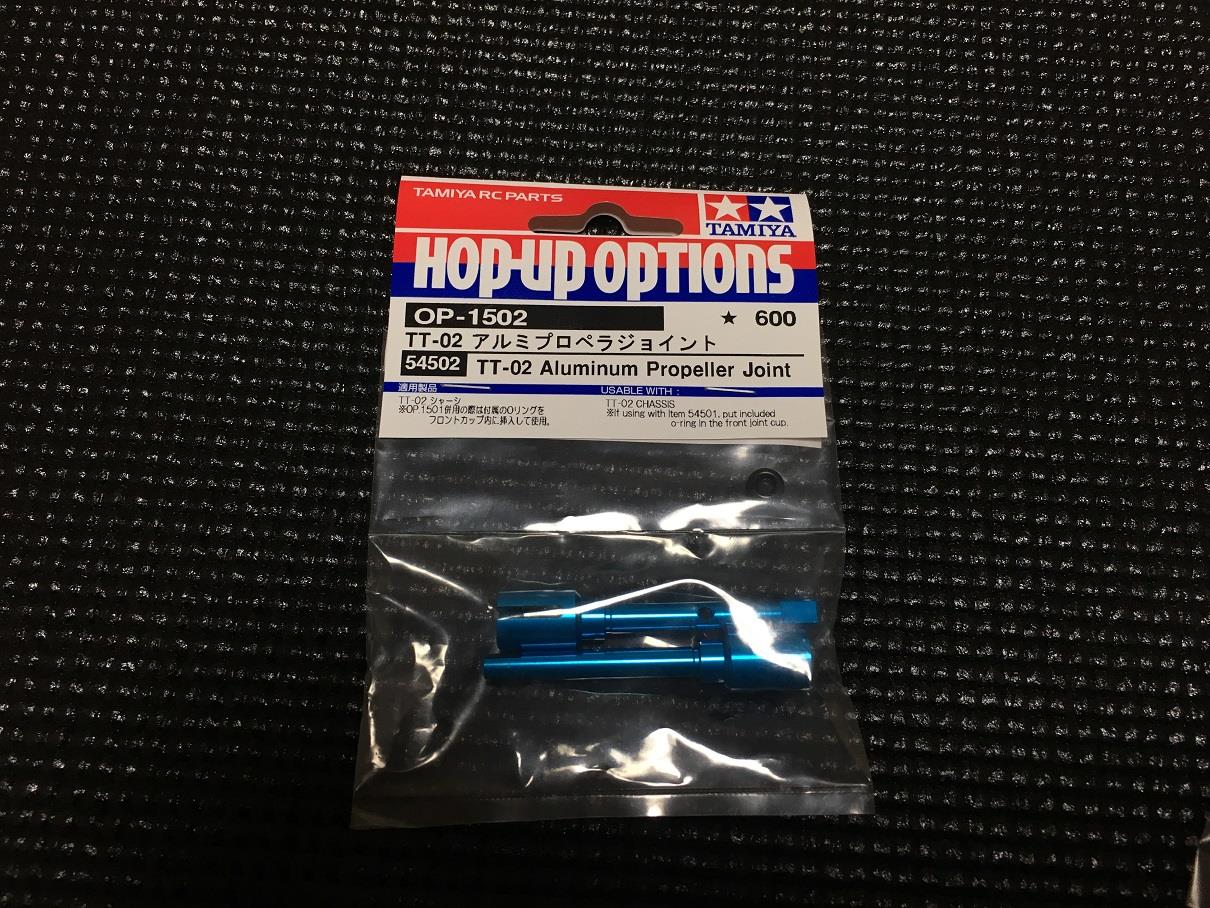 TAMIYA RC PARTS
TAMIYA
HOP-UP OPTIONS
OP-1502 ★ 600
TT-02 アルミプロペラジョイント
54502 TT-02 Aluminum Propeller Joint
適用製品 USABLE WITH :
TT-02 シャーシ
※OP.1501併用の際は付属のOリングを
フロントカップ内に挿入して使用。
TT-02 CHASSIS
※If using with Item 54501, put included
o-ring in the front joint cup.